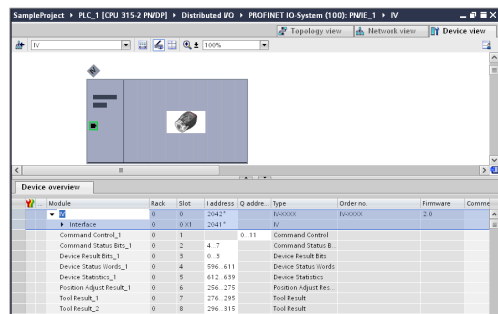 SampleProject ▸ PLC_1 [CPU 315-2 PN/DP] ▸ Distributed I/O ▸ PROFINET IO-System (100): PN/IE_1 ▸ IV
Topology view Network view Device view
IV 100%
IV
Device overview
... Module Rack Slot I address Q addre... Type Order no. Firmware Comme
IV 0 0 2042* IV-XXXX IV-XXXX 2.0
Interface 0 0 X1 2041* IV
Command Control_1 0 1 0...11 Command Control
Command Status Bits_1 0 2 4...7 Command Status B...
Device Result Bits_1 0 3 0...3 Device Result Bits
Device Status Words_1 0 4 596...611 Device Status Words
Device Statistics_1 0 5 612...639 Device Statistics
Position Adjust Result_1 0 6 256...275 Position Adjust Res...
Tool Result_1 0 7 276...295 Tool Result
Tool Result_2 0 8 296...315 Tool Result